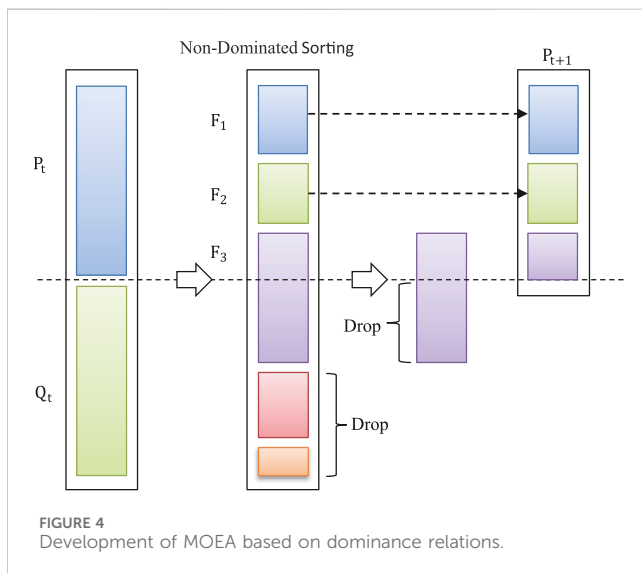 Non-Dominated Sorting
P_{t+1}
F_1
P_t
F_2
F_3
Drop
Q_t
Drop
FIGURE 4
Development of MOEA based on dominance relations.